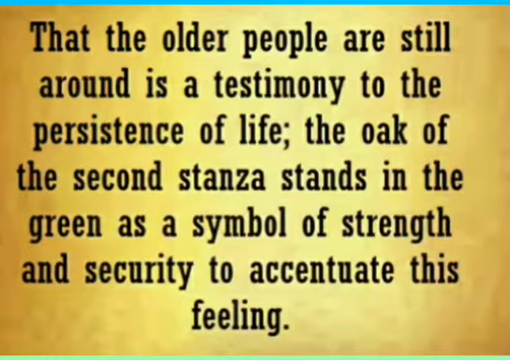 That the older people are still
around is a testimony to the
persistence of life; the oak of
the second stanza stands in the
green as a symbol of strength
and security to accentuate this
feeling.